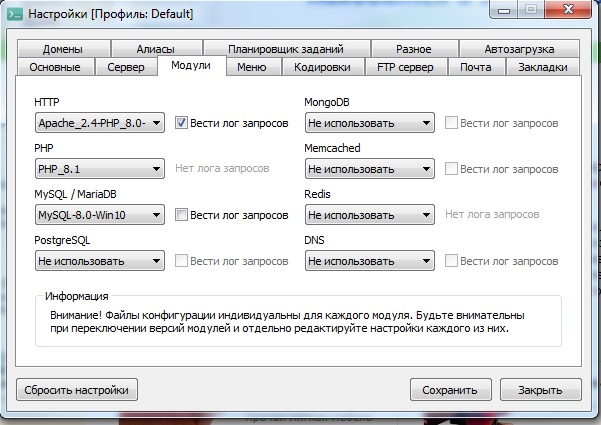 Настройки [Профиль: Default]
Домены Алиасы Планировщик заданий Разное Автозагрузка
Основные Сервер Модули Меню Кодировки FTP сервер Почта Закладки
HTTP
Apache_2.4-PHP_8.0- Вести лог запросов
PHP
PHP_8.1 Нет лога запросов
MySQL / MariaDB
MySQL-8.0-Win10 Вести лог запросов
PostgreSQL
Не использовать Вести лог запросов
MongoDB
Не использовать Вести лог запросов
Memcached
Не использовать Вести лог запросов
Redis
Не использовать Нет лога запросов
DNS
Не использовать Вести лог запросов
Информация
Внимание! Файлы конфигурации индивидуальны для каждого модуля. Будьте внимательны
при переключении версий модулей и отдельно редактируйте настройки каждого из них.
Сбросить настройки Сохранить Закрыть